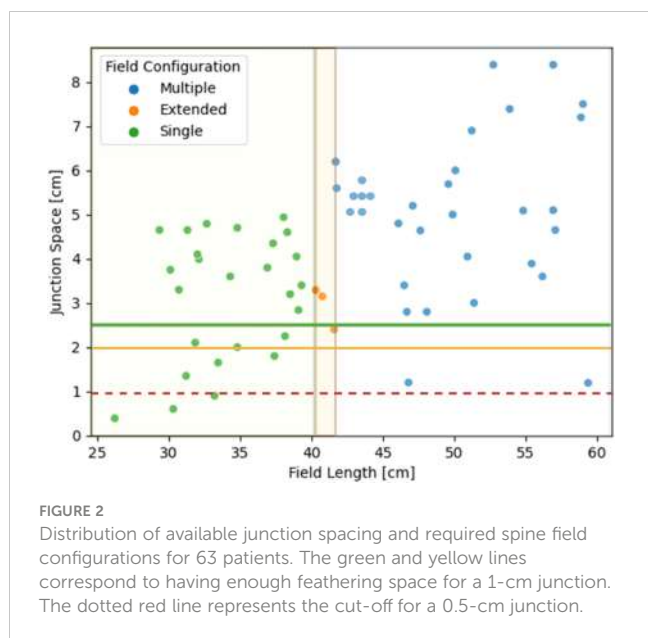 Field Configuration
Multiple
Extended
Single
Junction Space [cm]
8
7
6
5
4
3
2
1
0
25 30 35 40 45 50 55 60
Field Length [cm]
FIGURE 2
Distribution of available junction spacing and required spine field
configurations for 63 patients. The green and yellow lines
correspond to having enough feathering space for a 1-cm junction.
The dotted red line represents the cut-off for a 0.5-cm junction.